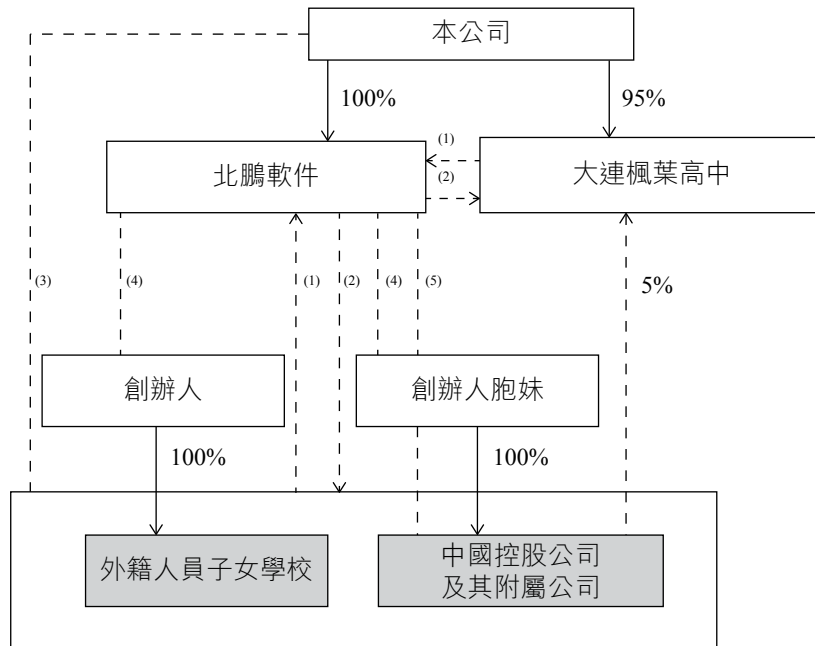 本公司
100%
95%
北鵬軟件
(1)
(2)
大連楓葉高中
(3)
(4)
(1)
(2)
(4)
(5)
5%
創辦人
創辦人胞妹
100%
100%
外籍人員子女學校
中國控股公司
及其附屬公司